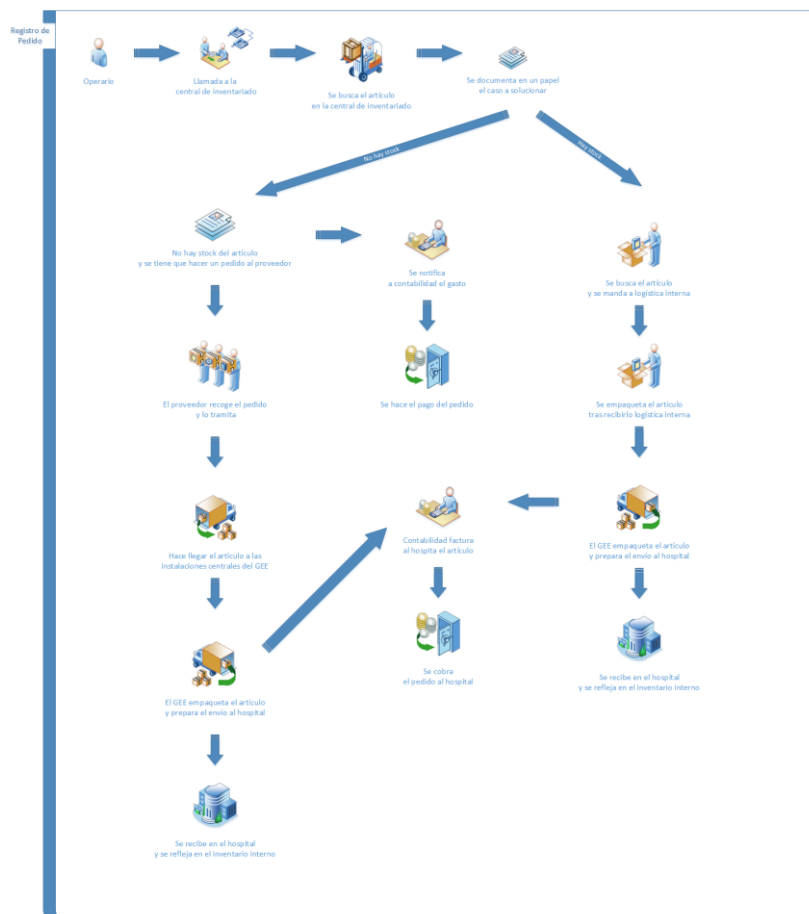 Registro de
Pedido
Operario
Llamada a la
central de inventariado
Se busca el artículo
en la central de inventariado
Se documenta en un papel
el caso a solucionar
No hay stock
Hay stock
No hay stock del artículo
y se tiene que hacer un pedido al proveedor
Se notifica
a contabilidad el gasto
Se busca el artículo
y se manda a logística interna
El proveedor recoge el pedido
y lo tramita
Se hace el pago del pedido
Se empaqueta el artículo
tras recibirlo logística interna
Hace llegar el artículo a las
instalaciones centrales del GEE
Contabilidad factura
al hospita el artículo
El GEE empaqueta el artículo
y prepara el envío al hospital
El GEE empaqueta el artículo
y prepara el envío al hospital
Se cobra
el pedido al hospital
Se recibe en el hospital
y se refleja en el inventario interno
Se recibe en el hospital
y se refleja en el inventario interno